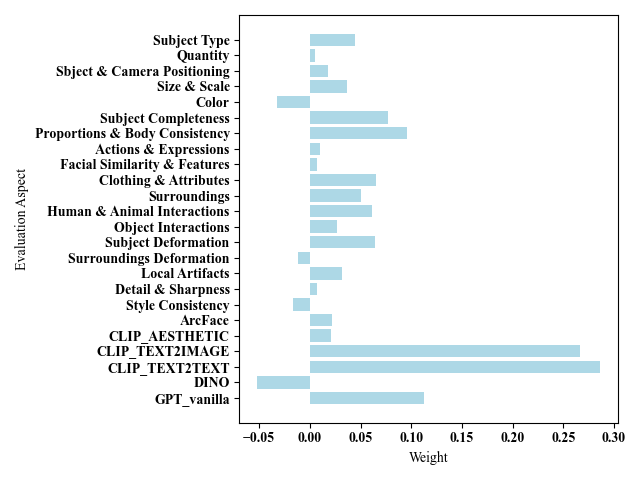 Subject Type
Quantity
Sbject & Camera Positioning
Size & Scale
Color
Subject Completeness
Proportions & Body Consistency
Actions & Expressions
Facial Similarity & Features
Clothing & Attributes
Surroundings
Human & Animal Interactions
Object Interactions
Subject Deformation
Surroundings Deformation
Local Artifacts
Detail & Sharpness
Style Consistency
ArcFace
CLIP_AESTHETIC
CLIP_TEXT2IMAGE
CLIP_TEXT2TEXT
DINO
GPT_vanilla
Evaluation Aspect
−0.05 0.00 0.05 0.10 0.15 0.20 0.25 0.30
Weight